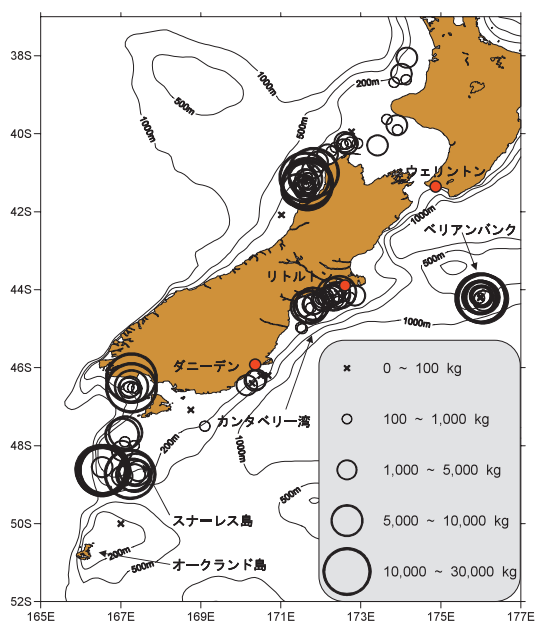 38S
40S
42S
44S
46S
48S
50S
52S
165E
167E
169E
171E
173E
175E
177E
1000m
500m
1000m
200m
500m
200m
ウェリントン
1000m
ベリアンバンク
500m
リトルトン
1000m
ダニーデン
カンタベリー湾
200m
1000m
500m
スナーレス島
200m
500m
オークランド島
0 ~ 100 kg
100 ~ 1,000 kg
1,000 ~ 5,000 kg
5,000 ~ 10,000 kg
10,000 ~ 30,000 kg